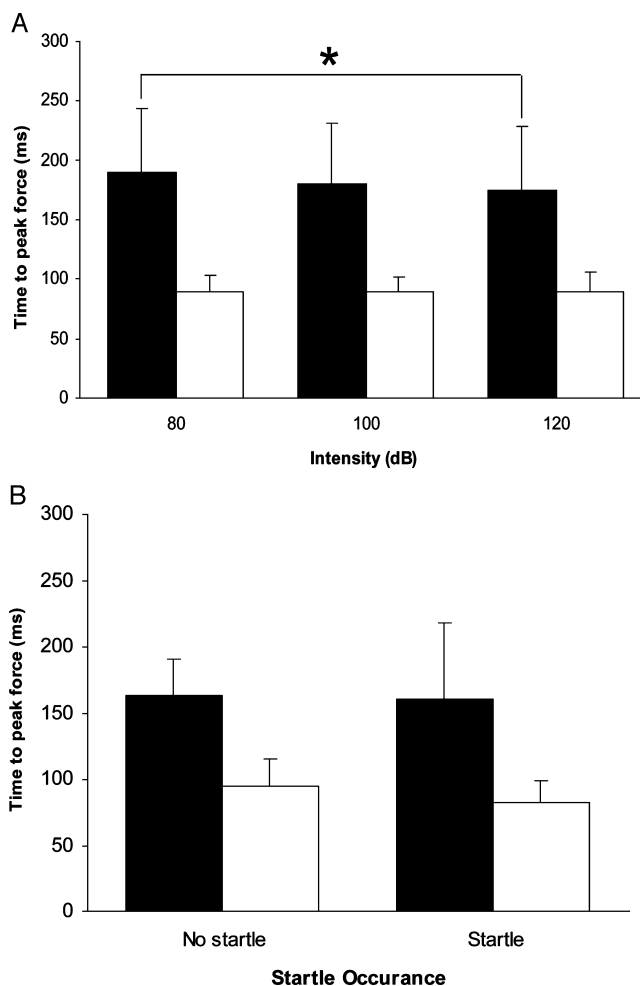 A
300
250
200
150
100
50
0
Time to peak force (ms)
*
80 100 120
Intensity (dB)
B
300
250
200
150
100
50
0
Time to peak force (ms)
No startle Startle
Startle Occurance